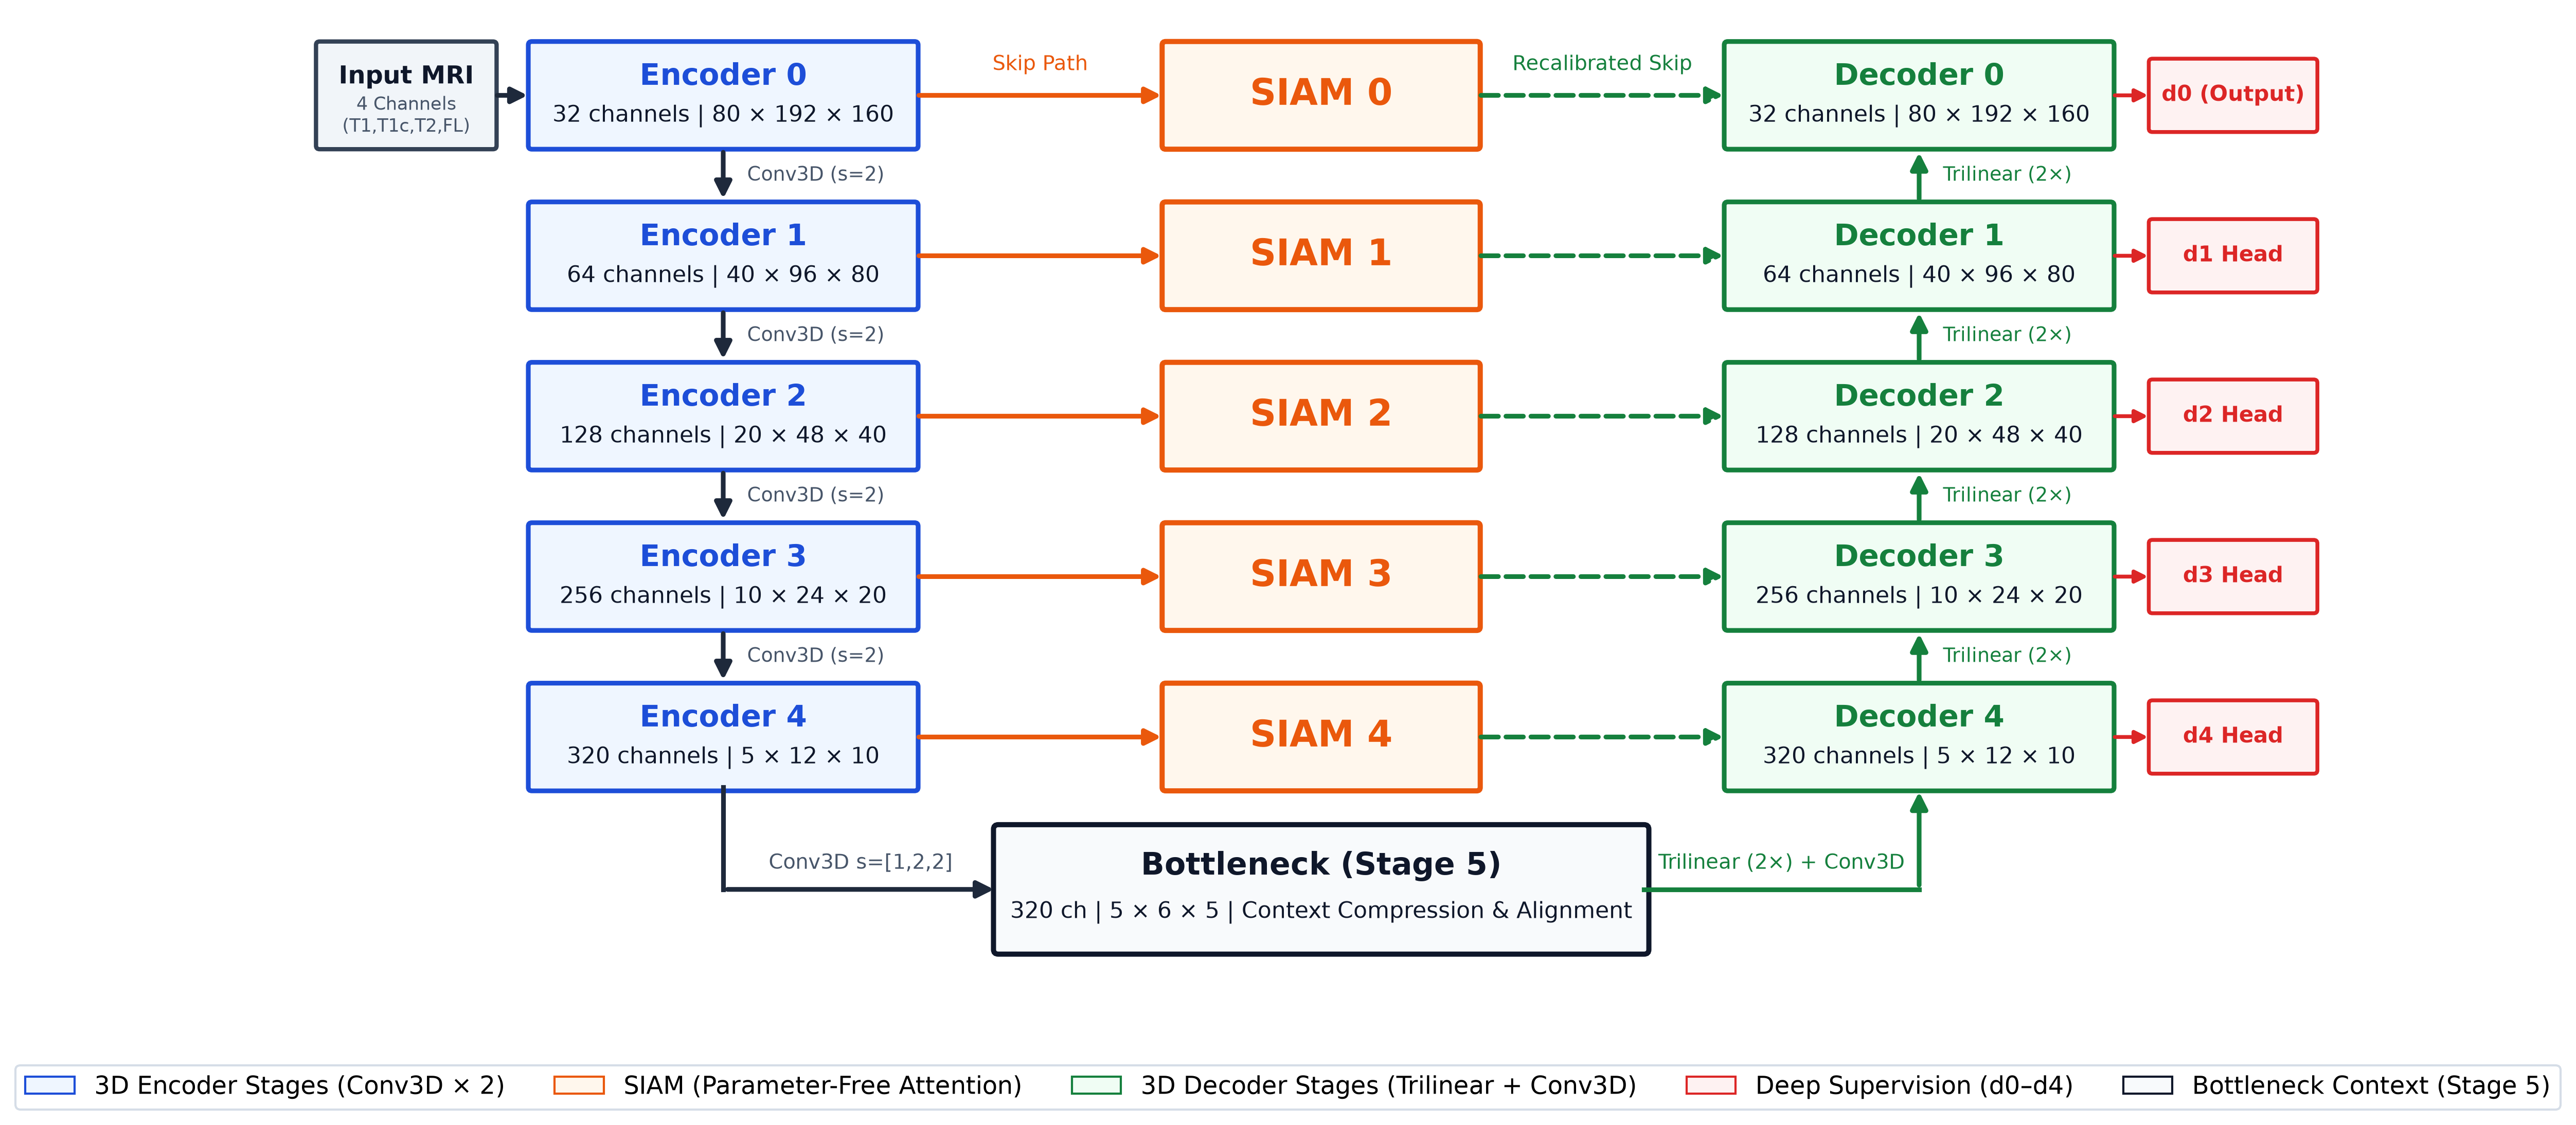 Input MRI
4 Channels
(T1,T1c,T2,FL)
Encoder 0
32 channels | 80 × 192 × 160
Skip Path
SIAM 0
Recalibrated Skip
Decoder 0
32 channels | 80 × 192 × 160
d0 (Output)
Conv3D (s=2)
Trilinear (2×)
Encoder 1
64 channels | 40 × 96 × 80
SIAM 1
Decoder 1
64 channels | 40 × 96 × 80
d1 Head
Conv3D (s=2)
Trilinear (2×)
Encoder 2
128 channels | 20 × 48 × 40
SIAM 2
Decoder 2
128 channels | 20 × 48 × 40
d2 Head
Conv3D (s=2)
Trilinear (2×)
Encoder 3
256 channels | 10 × 24 × 20
SIAM 3
Decoder 3
256 channels | 10 × 24 × 20
d3 Head
Conv3D (s=2)
Trilinear (2×)
Encoder 4
320 channels | 5 × 12 × 10
SIAM 4
Decoder 4
320 channels | 5 × 12 × 10
d4 Head
Conv3D s=[1,2,2]
Bottleneck (Stage 5)
320 ch | 5 × 6 × 5 | Context Compression & Alignment
Trilinear (2×) + Conv3D
3D Encoder Stages (Conv3D × 2)
SIAM (Parameter-Free Attention)
3D Decoder Stages (Trilinear + Conv3D)
Deep Supervision (d0–d4)
Bottleneck Context (Stage 5)